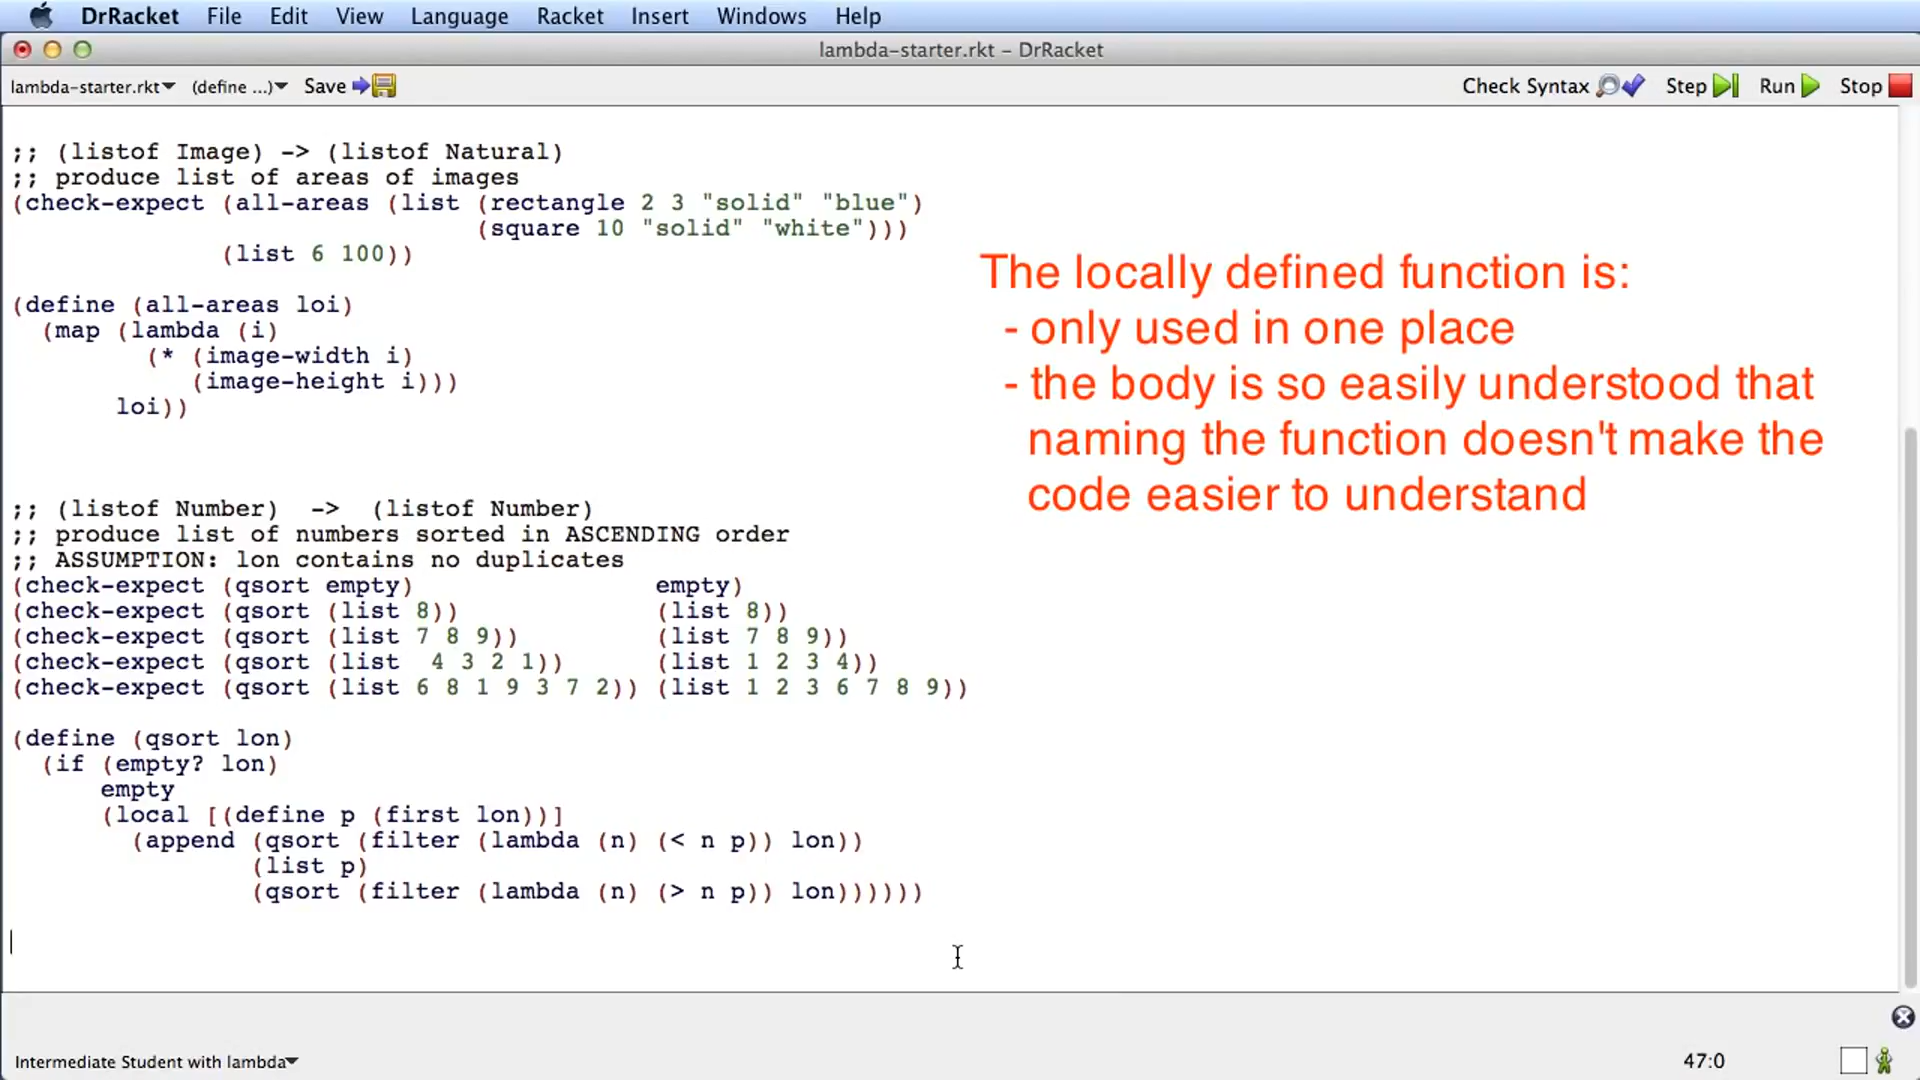 DrRacket File Edit View Language Racket Insert Windows Help
lambda-starter.rkt - DrRacket
lambda-starter.rkt (define ...) Save Check Syntax Step Run Stop
;; (listof Image) -> (listof Natural)
;; produce list of areas of images
(check-expect (all-areas (list (rectangle 2 3 "solid" "blue")
(square 10 "solid" "white")))
(list 6 100))
(define (all-areas loi)
(map (lambda (i)
(* (image-width i)
(image-height i)))
loi))
The locally defined function is:
- only used in one place
- the body is so easily understood that
naming the function doesn't make the
code easier to understand
;; (listof Number) -> (listof Number)
;; produce list of numbers sorted in ASCENDING order
;; ASSUMPTION: lon contains no duplicates
(check-expect (qsort empty) empty)
(check-expect (qsort (list 8)) (list 8))
(check-expect (qsort (list 7 8 9)) (list 7 8 9))
(check-expect (qsort (list 4 3 2 1)) (list 1 2 3 4))
(check-expect (qsort (list 6 8 1 9 3 7 2)) (list 1 2 3 6 7 8 9))
(define (qsort lon)
(if (empty? lon)
empty
(local [(define p (first lon))]
(append (qsort (filter (lambda (n) (< n p)) lon))
(list p)
(qsort (filter (lambda (n) (> n p)) lon))))))
Intermediate Student with lambda 47:0